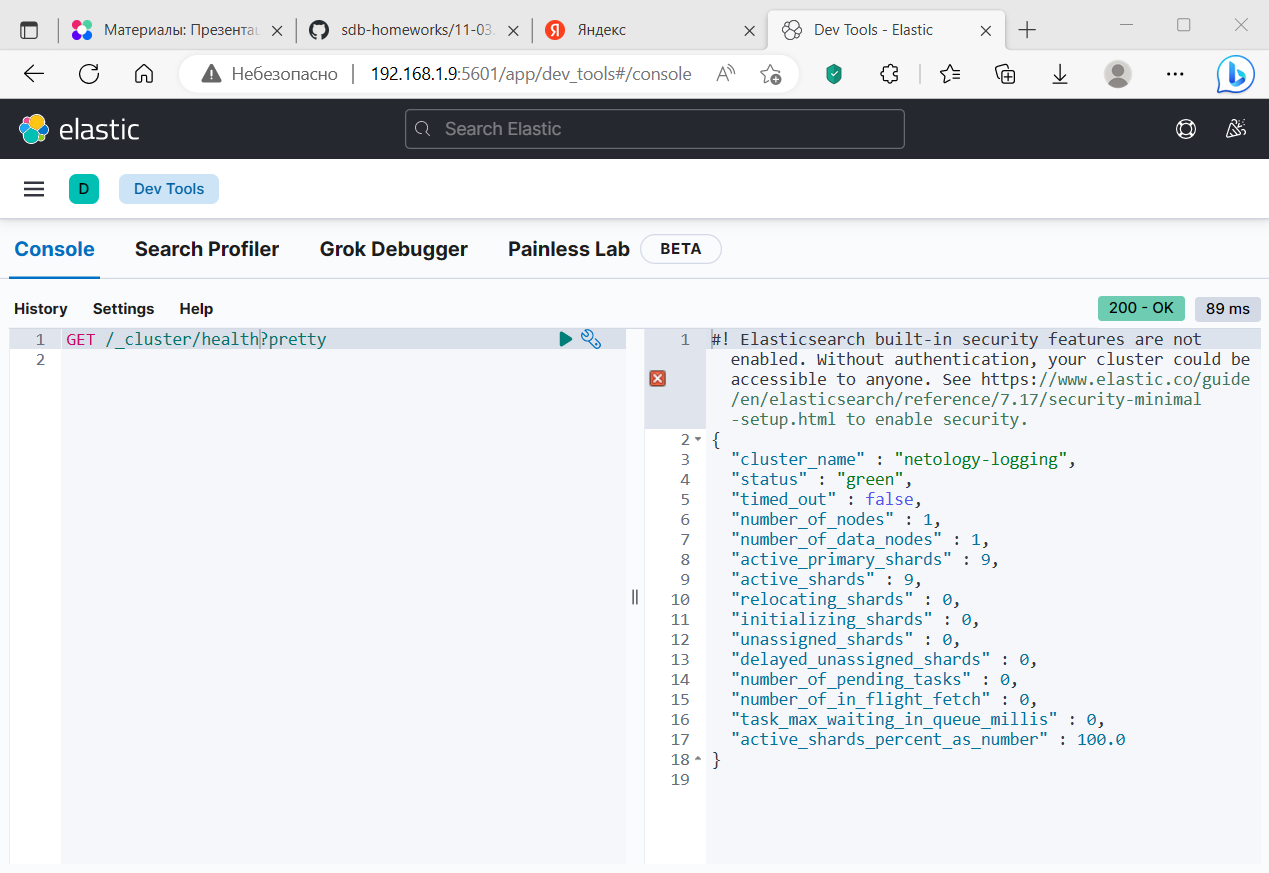 Материалы: Презентац
sdb-homeworks/11-03.
Яндекс
Dev Tools - Elastic
Небезопасно | 192.168.1.9:5601/app/dev_tools#/console
elastic
Search Elastic
D
Dev Tools
Console
Search Profiler
Grok Debugger
Painless Lab
BETA
History
Settings
Help
200 - OK
89 ms
1 GET /_cluster/health?pretty
2
1 #! Elasticsearch built-in security features are not
enabled. Without authentication, your cluster could be
accessible to anyone. See https://www.elastic.co/guide
/en/elasticsearch/reference/7.17/security-minimal
-setup.html to enable security.
2 {
3 "cluster_name" : "netology-logging",
4 "status" : "green",
5 "timed_out" : false,
6 "number_of_nodes" : 1,
7 "number_of_data_nodes" : 1,
8 "active_primary_shards" : 9,
9 "active_shards" : 9,
10 "relocating_shards" : 0,
11 "initializing_shards" : 0,
12 "unassigned_shards" : 0,
13 "delayed_unassigned_shards" : 0,
14 "number_of_pending_tasks" : 0,
15 "number_of_in_flight_fetch" : 0,
16 "task_max_waiting_in_queue_millis" : 0,
17 "active_shards_percent_as_number" : 100.0
18 }
19